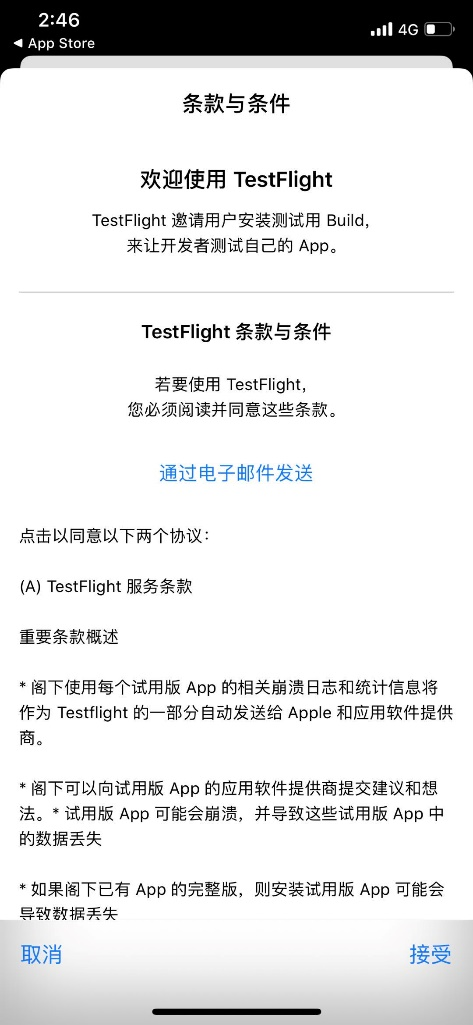 2:46
4G
◀ App Store
条款与条件
欢迎使用 TestFlight
TestFlight 邀请用户安装测试用 Build，
来让开发者测试自己的 App。
TestFlight 条款与条件
若要使用 TestFlight，
您必须阅读并同意这些条款。
通过电子邮件发送
点击以同意以下两个协议：
(A) TestFlight 服务条款
重要条款概述
* 阁下使用每个试用版 App 的相关崩溃日志和统计信息将
作为 Testflight 的一部分自动发送给 Apple 和应用软件提供
商。
* 阁下可以向试用版 App 的应用软件提供商提交建议和想
法。* 试用版 App 可能会崩溃，并导致这些试用版 App 中
的数据丢失
* 如果阁下已有 App 的完整版，则安装试用版 App 可能会
导致数据丢失
取消
接受